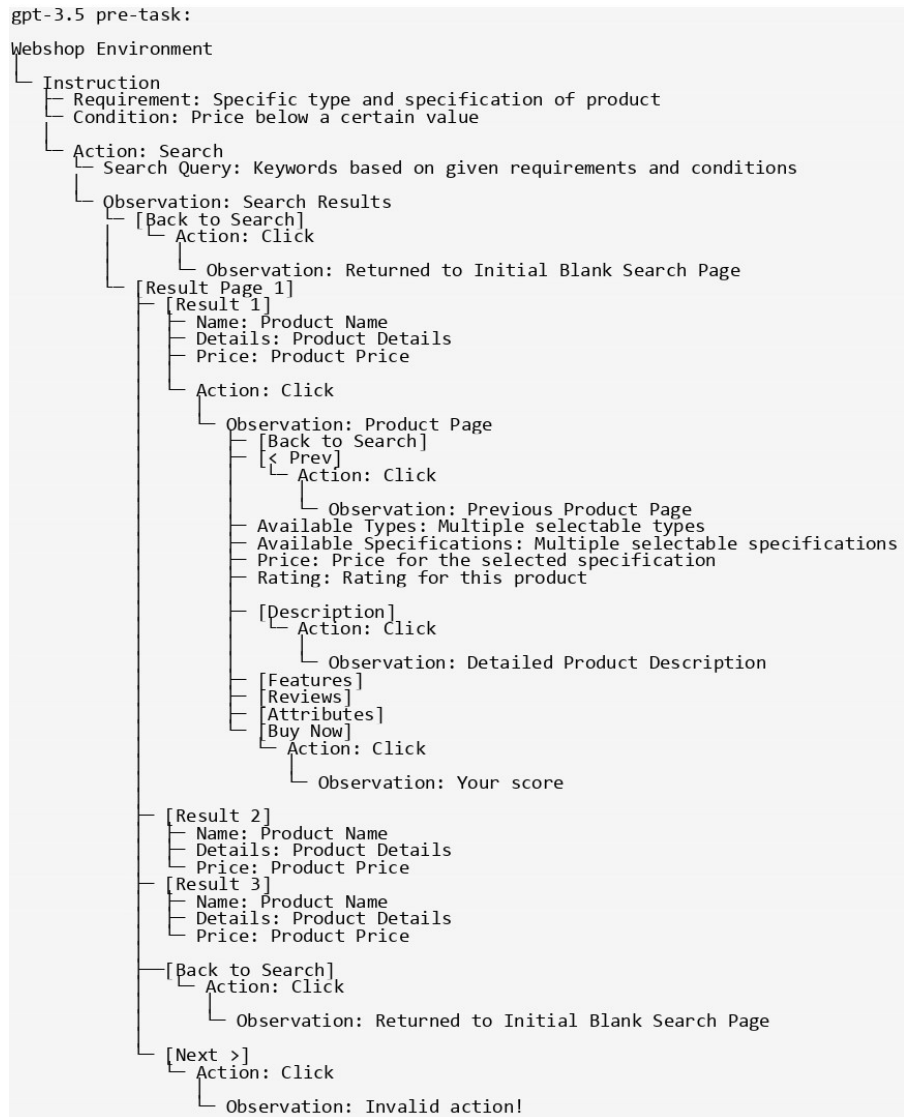 gpt-3.5 pre-task:
Webshop Environment
Instruction
Requirement: Specific type and specification of product
Condition: Price below a certain value
Action: Search
Search Query: Keywords based on given requirements and conditions
Observation: Search Results
[Back to Search]
Action: Click
Observation: Returned to Initial Blank Search Page
[Result Page 1]
[Result 1]
Name: Product Name
Details: Product Details
Price: Product Price
Action: Click
Observation: Product Page
[Back to Search]
[< Prev]
Action: Click
Observation: Previous Product Page
Available Types: Multiple selectable types
Available Specifications: Multiple selectable specifications
Price: Price for the selected specification
Rating: Rating for this product
[Description]
Action: Click
Observation: Detailed Product Description
[Features]
[Reviews]
[Attributes]
[Buy Now]
Action: Click
Observation: Your score
[Result 2]
Name: Product Name
Details: Product Details
Price: Product Price
[Result 3]
Name: Product Name
Details: Product Details
Price: Product Price
[Back to Search]
Action: Click
Observation: Returned to Initial Blank Search Page
[Next >]
Action: Click
Observation: Invalid action!